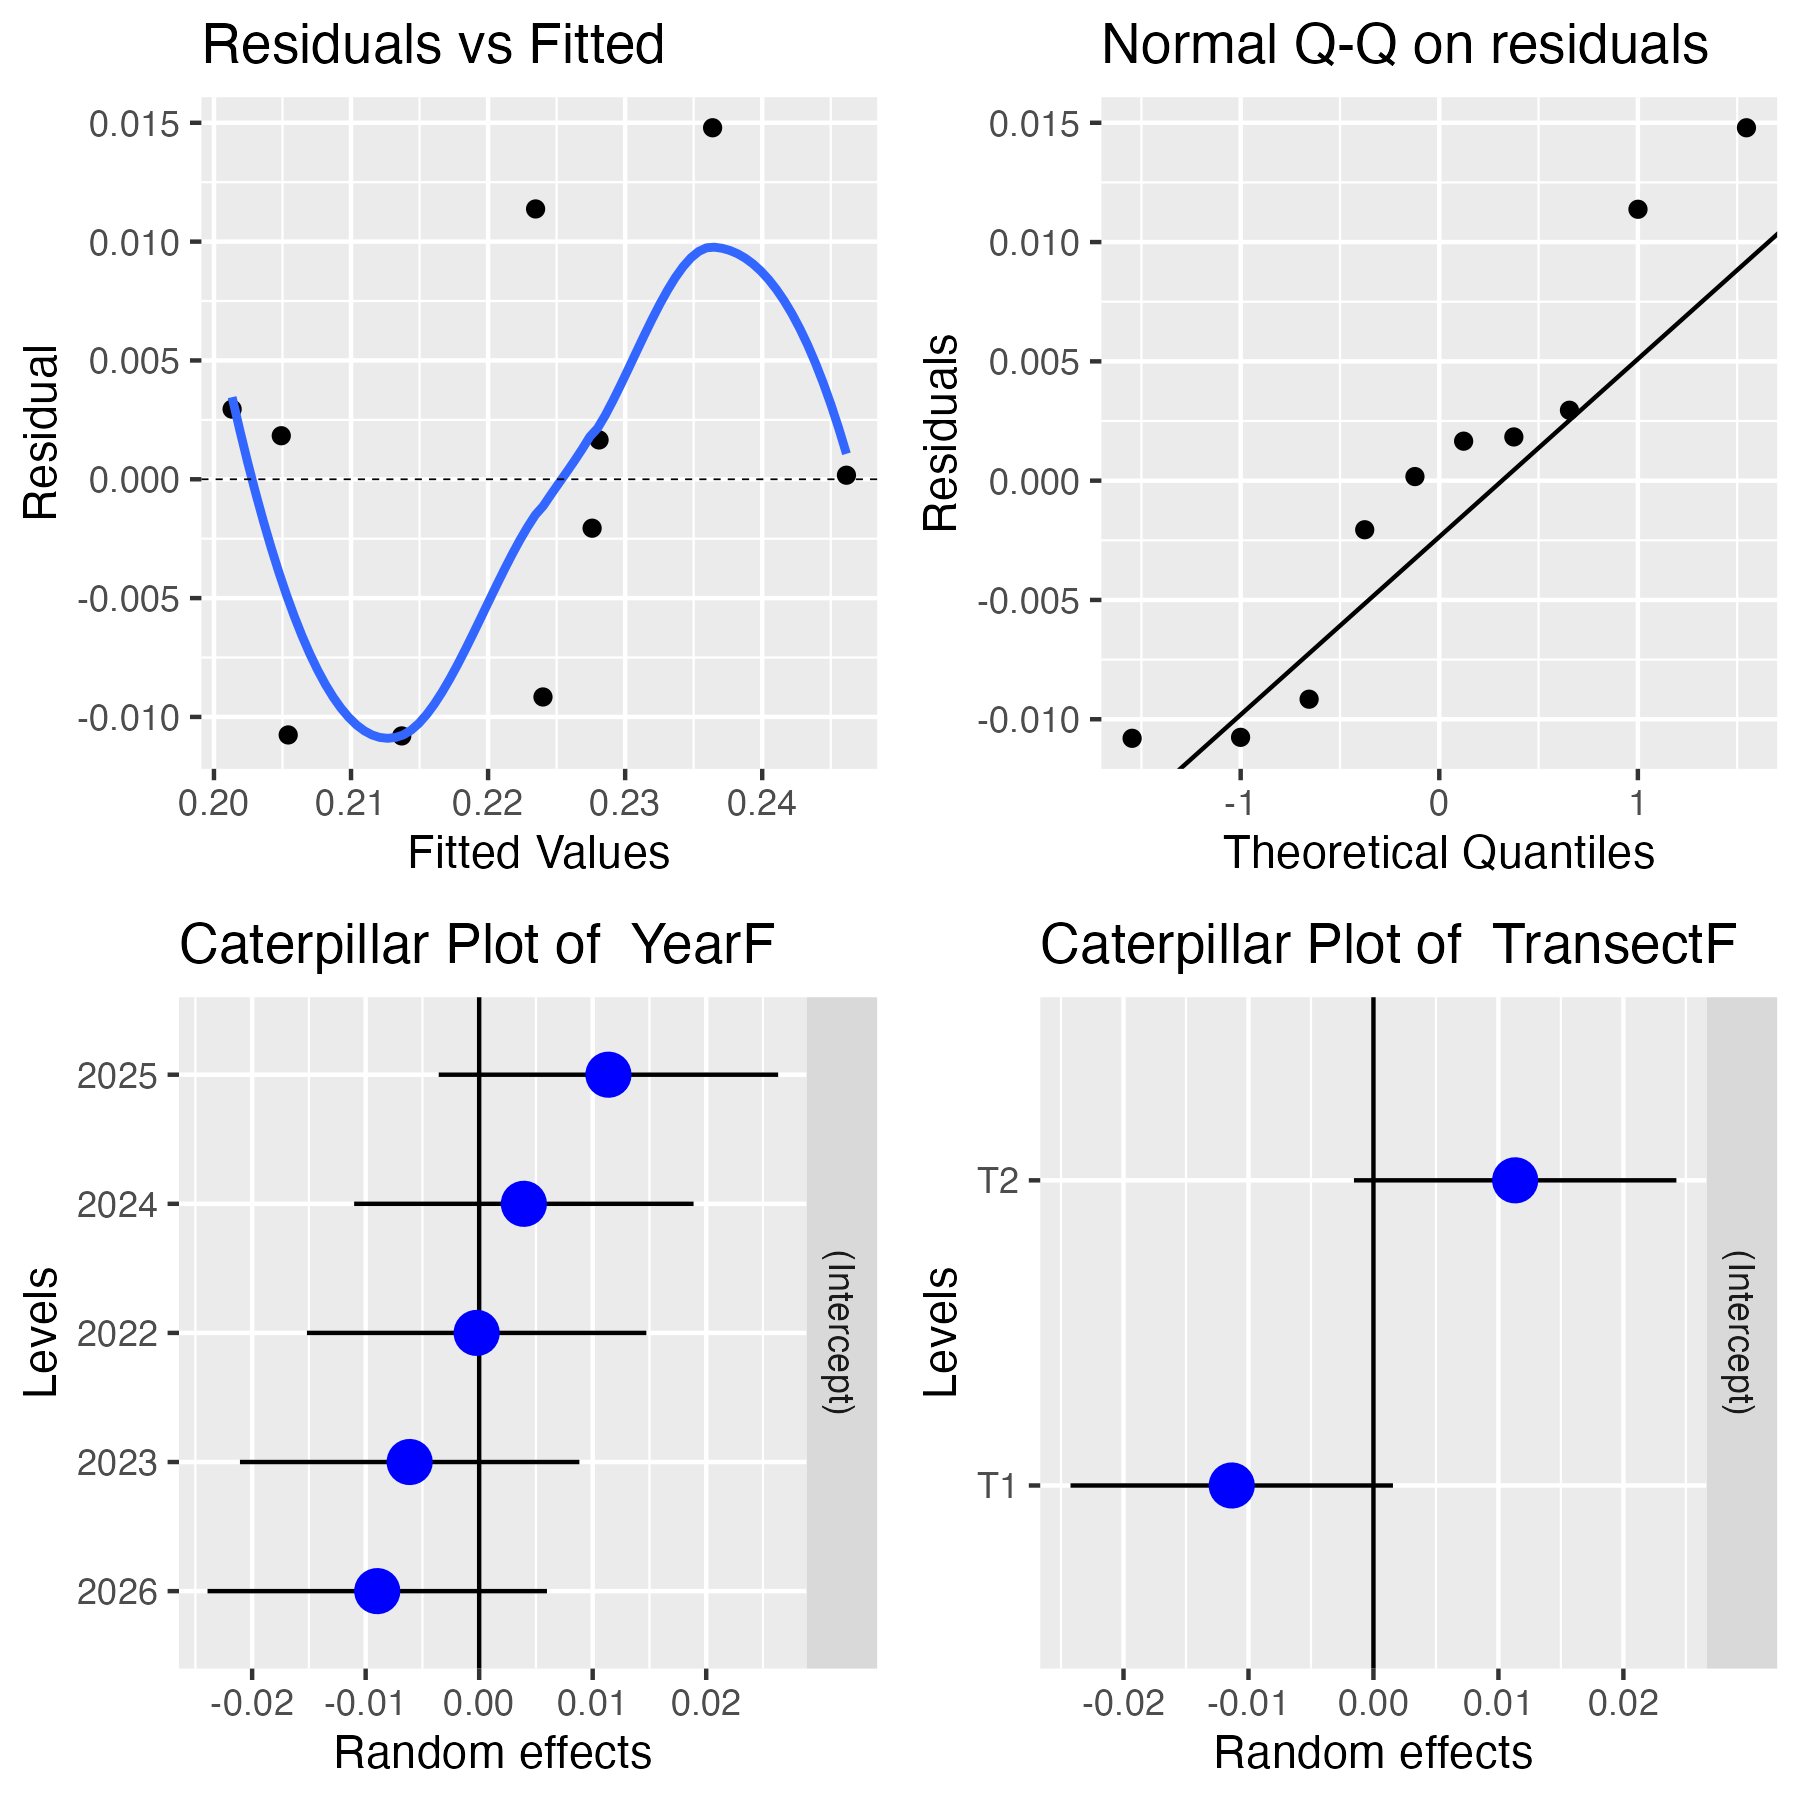 Residuals vs Fitted
0.015
0.010
0.005
0.000
-0.005
-0.010
Residual
0.20 0.21 0.22 0.23 0.24
Fitted Values
Normal Q-Q on residuals
0.015
0.010
0.005
0.000
-0.005
-0.010
Residuals
-1 0 1
Theoretical Quantiles
Caterpillar Plot of  YearF
2025
2024
2022
2023
2026
Levels
(Intercept)
-0.02 -0.01 0.00 0.01 0.02
Random effects
Caterpillar Plot of  TransectF
T2
T1
Levels
(Intercept)
-0.02 -0.01 0.00 0.01 0.02
Random effects